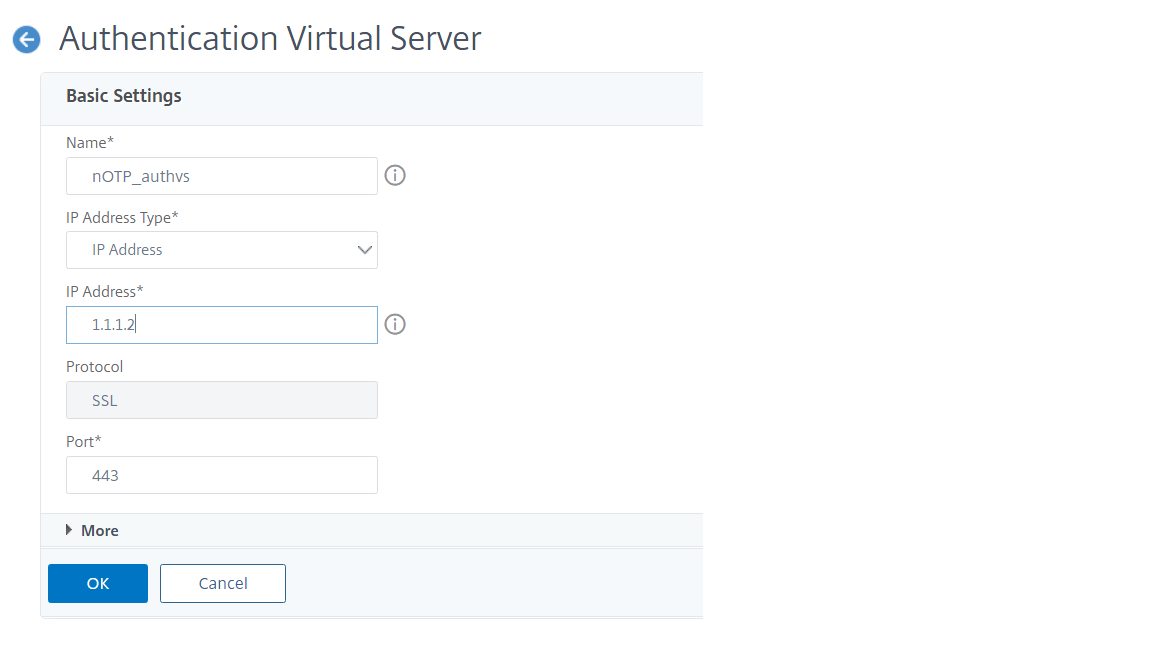 Authentication Virtual Server
Basic Settings
Name*
nOTP_authvs
IP Address Type*
IP Address
IP Address*
1.1.1.2
Protocol
SSL
Port*
443
More
OK
Cancel